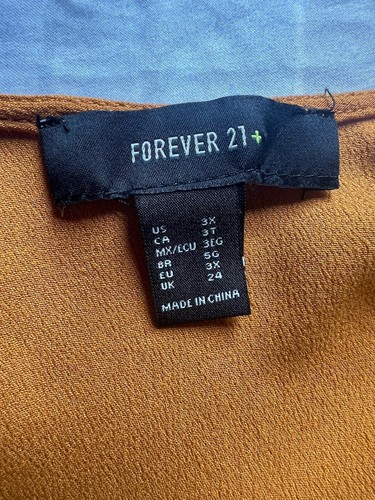 FOREVER 21+
US 3X
CA 3T
MX/ECU 3EG
BR 5G
EU 3X
UK 24
MADE IN CHINA